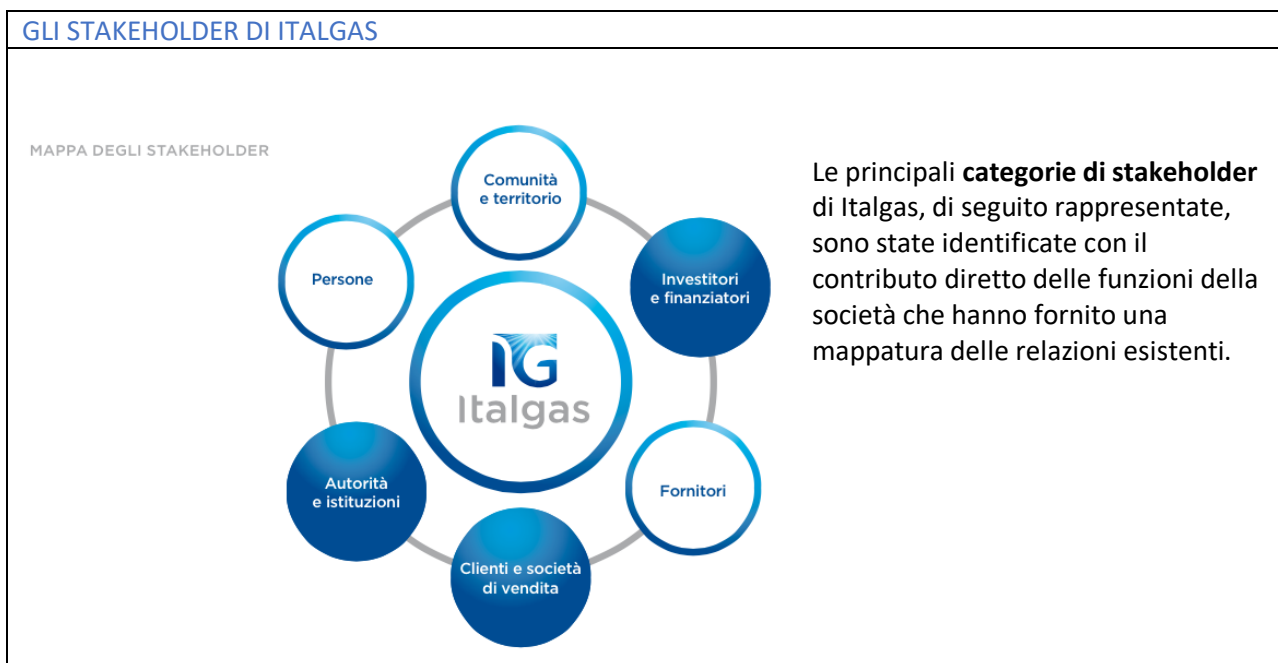 GLI STAKEHOLDER DI ITALGAS
MAPPA DEGLI STAKEHOLDER
Comunità
e territorio
Persone
Investitori
e finanziatori
IG
Italgas
Autorità
e istituzioni
Fornitori
Clienti e società
di vendita
Le principali categorie di stakeholder
di Italgas, di seguito rappresentate,
sono state identificate con il
contributo diretto delle funzioni della
società che hanno fornito una
mappatura delle relazioni esistenti.